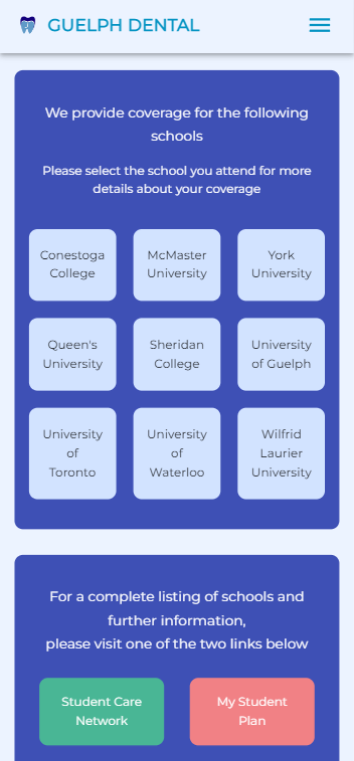 GUELPH DENTAL
We provide coverage for the following
schools
Please select the school you attend for more
details about your coverage
Conestoga
College
McMaster
University
York
University
Queen's
University
Sheridan
College
University
of Guelph
University
of
Toronto
University
of
Waterloo
Wilfrid
Laurier
University
For a complete listing of schools and
further information,
please visit one of the two links below
Student Care
Network
My Student
Plan